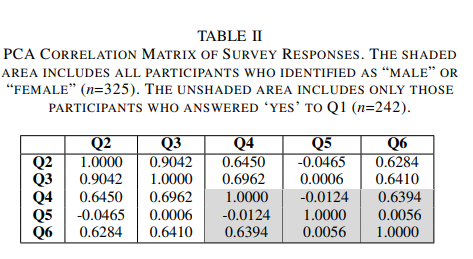 TABLE II
PCA CORRELATION MATRIX OF SURVEY RESPONSES. THE SHADED
AREA INCLUDES ALL PARTICIPANTS WHO IDENTIFIED AS “MALE” OR
“FEMALE” (n=325). THE UNSHADED AREA INCLUDES ONLY THOSE
PARTICIPANTS WHO ANSWERED ‘YES’ TO Q1 (n=242).
Q2 Q3 Q4 Q5 Q6
Q2 1.0000 0.9042 0.6450 -0.0465 0.6284
Q3 0.9042 1.0000 0.6962 0.0006 0.6410
Q4 0.6450 0.6962 1.0000 -0.0124 0.6394
Q5 -0.0465 0.0006 -0.0124 1.0000 0.0056
Q6 0.6284 0.6410 0.6394 0.0056 1.0000